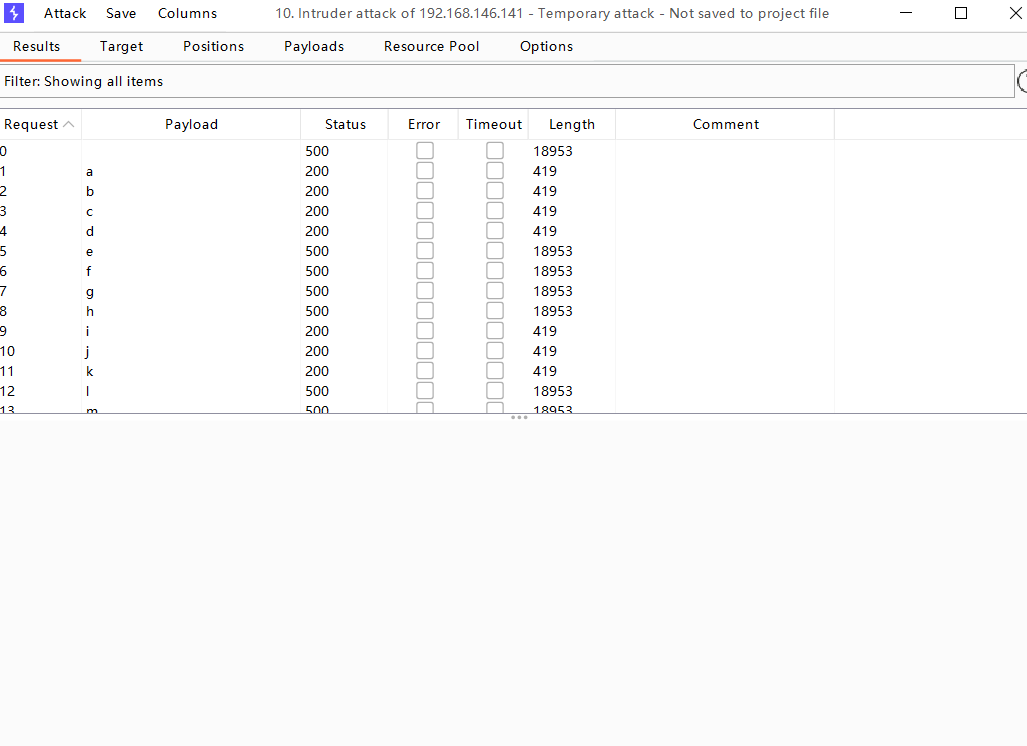 Attack Save Columns 10. Intruder attack of 192.168.146.141 - Temporary attack - Not saved to project file
Results Target Positions Payloads Resource Pool Options
Filter: Showing all items
Request Payload Status Error Timeout Length Comment
0 500 18953
1 a 200 419
2 b 200 419
3 c 200 419
4 d 200 419
5 e 500 18953
6 f 500 18953
7 g 500 18953
8 h 500 18953
9 i 200 419
10 j 200 419
11 k 200 419
12 l 500 18953
13 m 500 18953